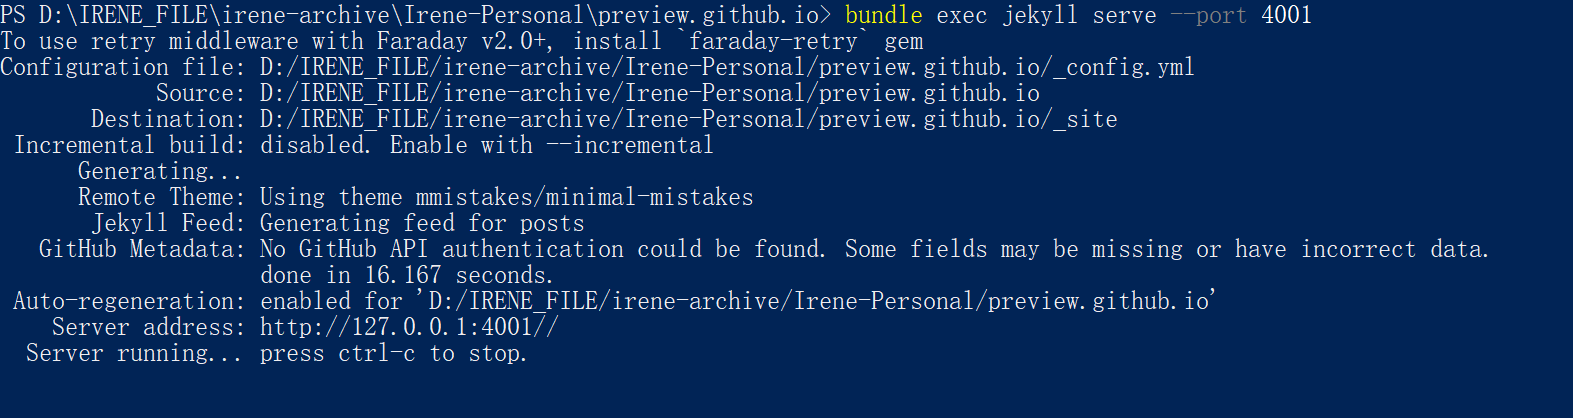 PS D:\IRENE_FILE\irene-archive\Irene-Personal\preview.github.io> bundle exec jekyll serve --port 4001
To use retry middleware with Faraday v2.0+, install `faraday-retry` gem
Configuration file: D:/IRENE_FILE/irene-archive/Irene-Personal/preview.github.io/_config.yml
Source: D:/IRENE_FILE/irene-archive/Irene-Personal/preview.github.io
Destination: D:/IRENE_FILE/irene-archive/Irene-Personal/preview.github.io/_site
Incremental build: disabled. Enable with --incremental
Generating...
Remote Theme: Using theme mmistakes/minimal-mistakes
Jekyll Feed: Generating feed for posts
GitHub Metadata: No GitHub API authentication could be found. Some fields may be missing or have incorrect data.
done in 16.167 seconds.
Auto-regeneration: enabled for 'D:/IRENE_FILE/irene-archive/Irene-Personal/preview.github.io'
Server address: http://127.0.0.1:4001//
Server running... press ctrl-c to stop.